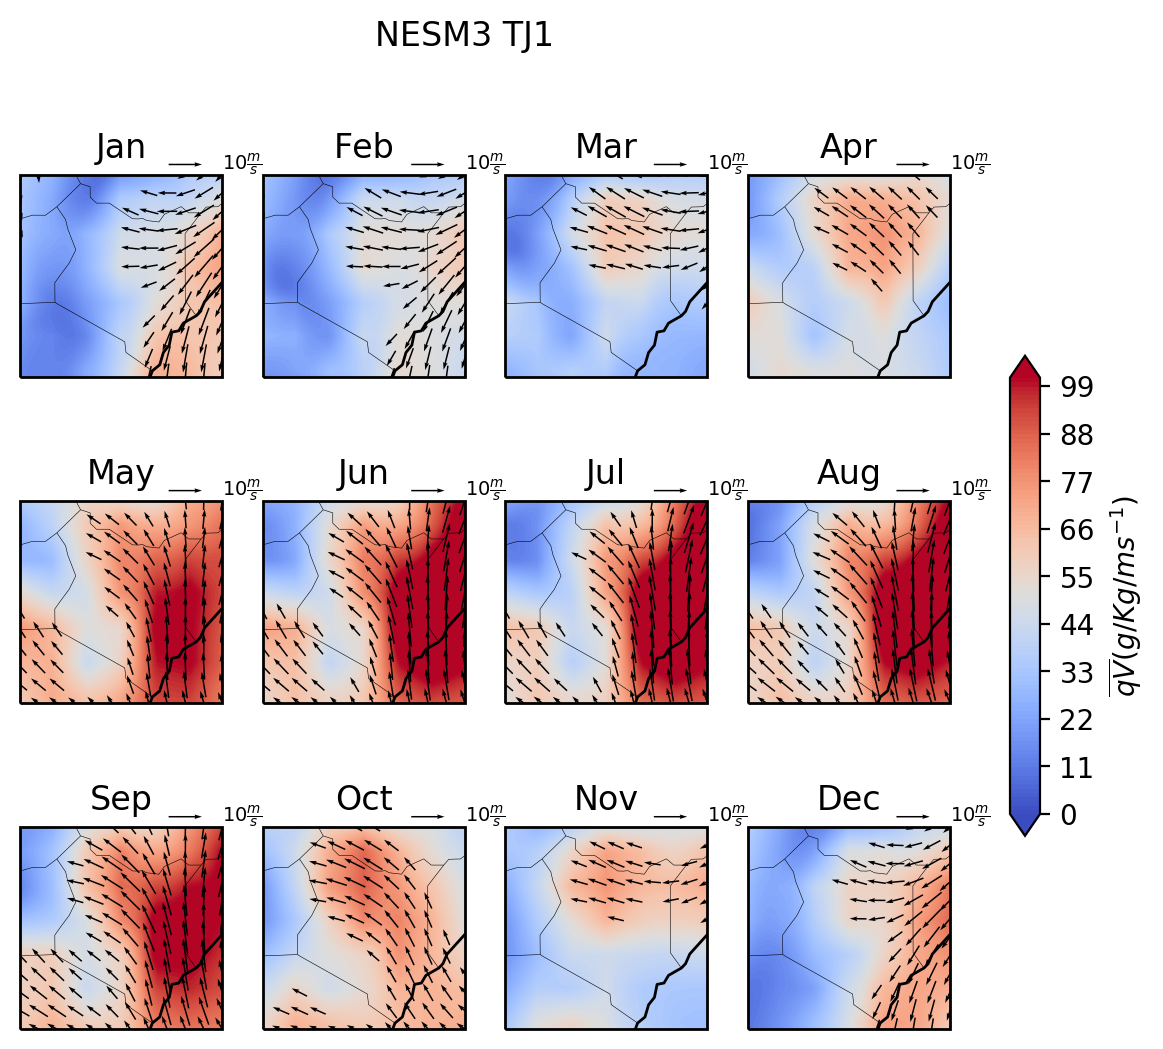 NESM3 TJ1
Jan 10 m/s Feb 10 m/s Mar 10 m/s Apr 10 m/s
May 10 m/s Jun 10 m/s Jul 10 m/s Aug 10 m/s
Sep 10 m/s Oct 10 m/s Nov 10 m/s Dec 10 m/s
99
88
77
66
55
44
33
22
11
0
q̅V̅(g/Kg/ms⁻¹)